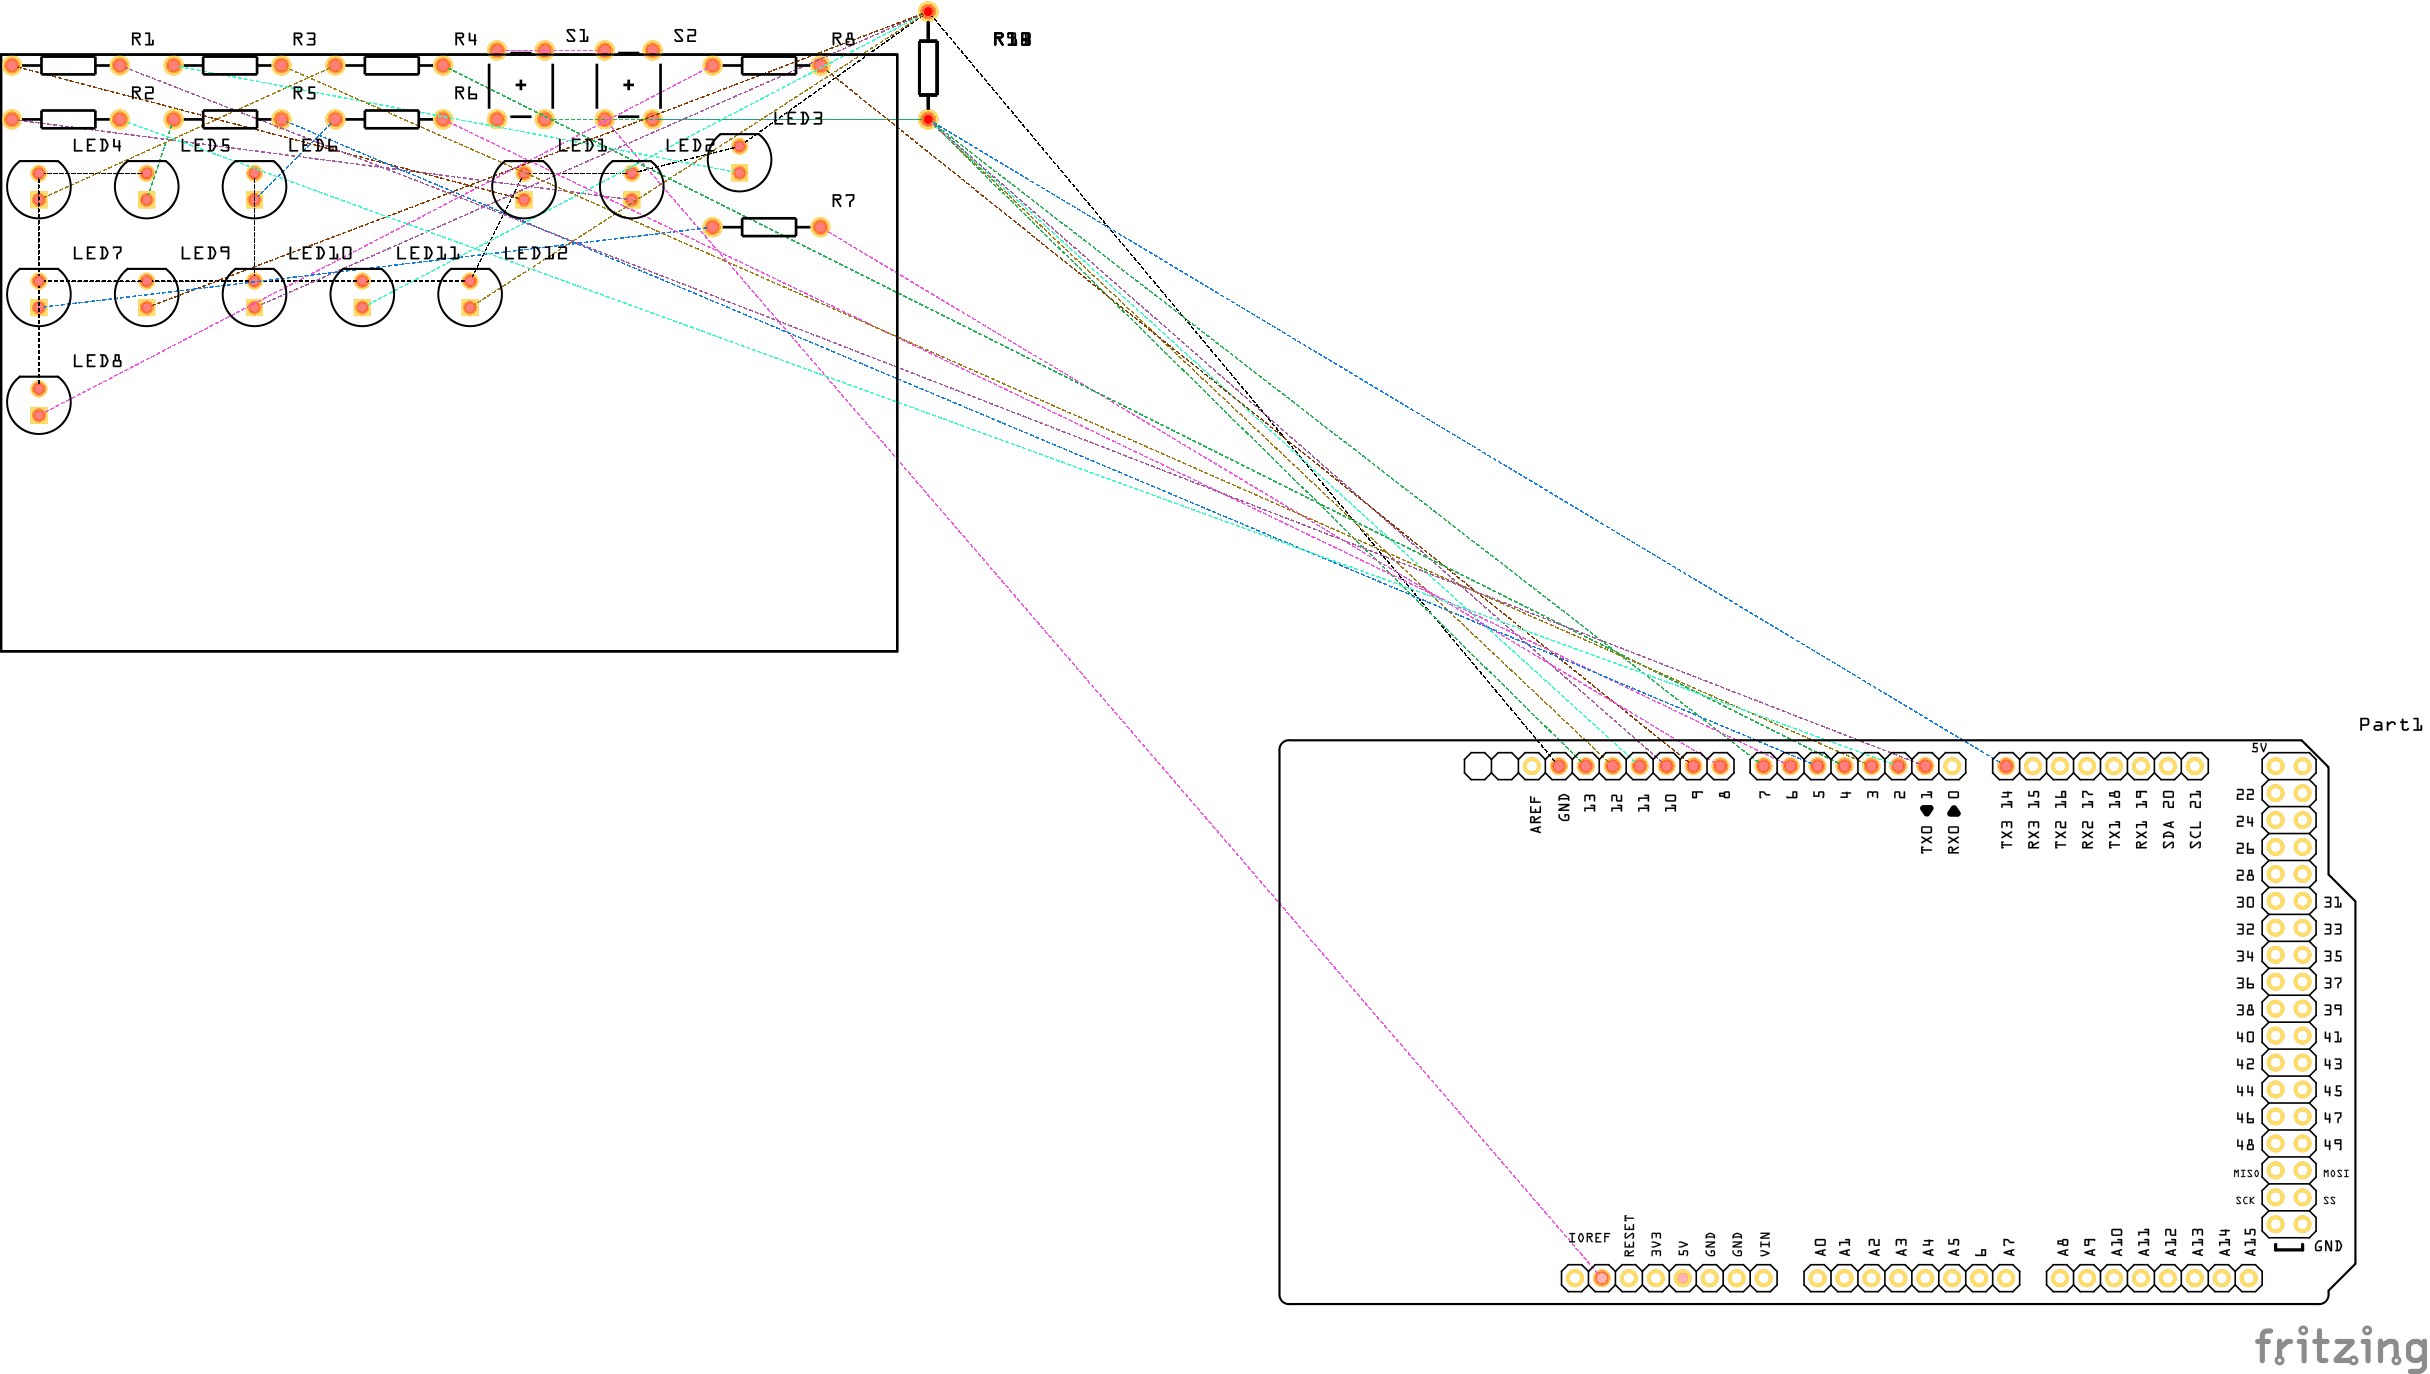 R1 R3 R4 S1 S2 R8
R2 R5 R6
LED3
LED4 LED5 LED6 LED1 LED2
R7
LED7 LED9 LED10 LED11 LED12
LED8
Part1
5V
AREF GND 13 12 11 10 9 8 7 6 5 4 3 2 1 0
TX0 RX0
TX3 14 RX3 15 TX2 16 RX2 17 TX1 18 RX1 19 SDA 20 SCL 21
22
24
26
28
30 31
32 33
34 35
36 37
38 39
40 41
42 43
44 45
46 47
48 49
MISO MOSI
SCK SS
GND
IOREF RESET 3V3 5V GND GND VIN A0 A1 A2 A3 A4 A5 6 A7 A8 A9 A10 A11 A12 A13 A14 A15
fritzing